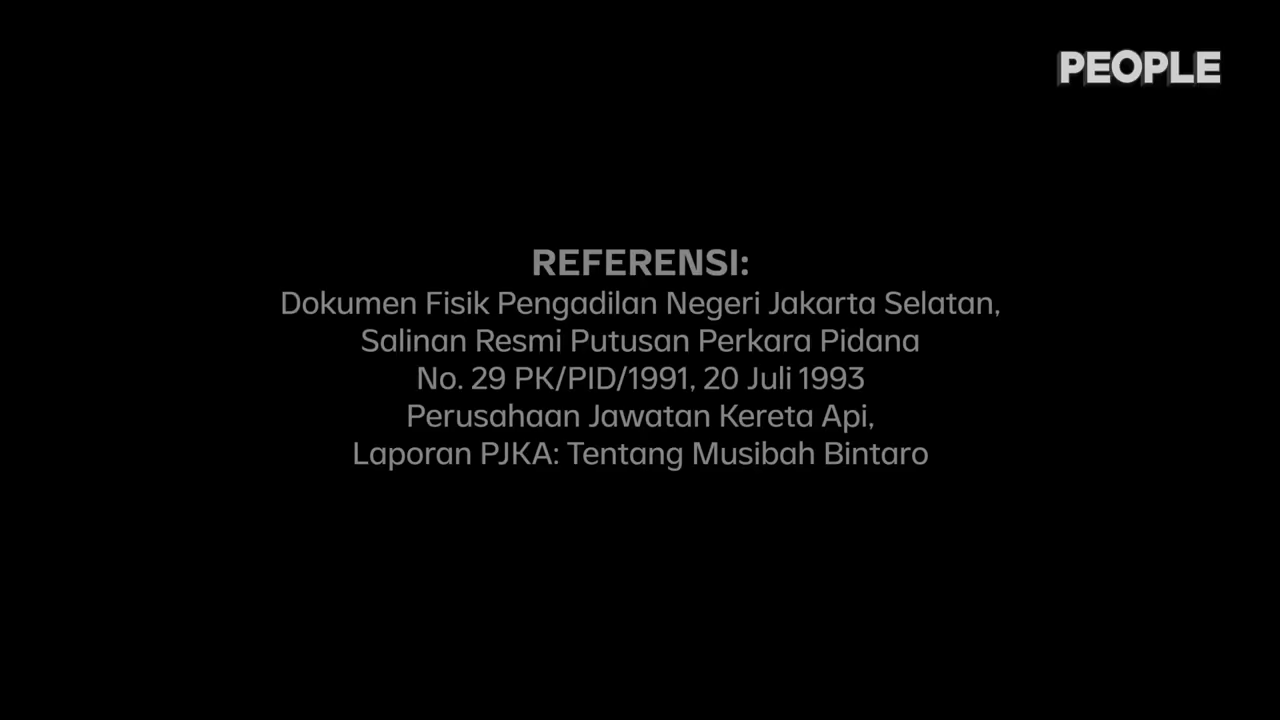 PEOPLE
REFERENSI:
Dokumen Fisik Pengadilan Negeri Jakarta Selatan,
Salinan Resmi Putusan Perkara Pidana
No. 29 PK/PID/1991, 20 Juli 1993
Perusahaan Jawatan Kereta Api,
Laporan PJKA: Tentang Musibah Bintaro